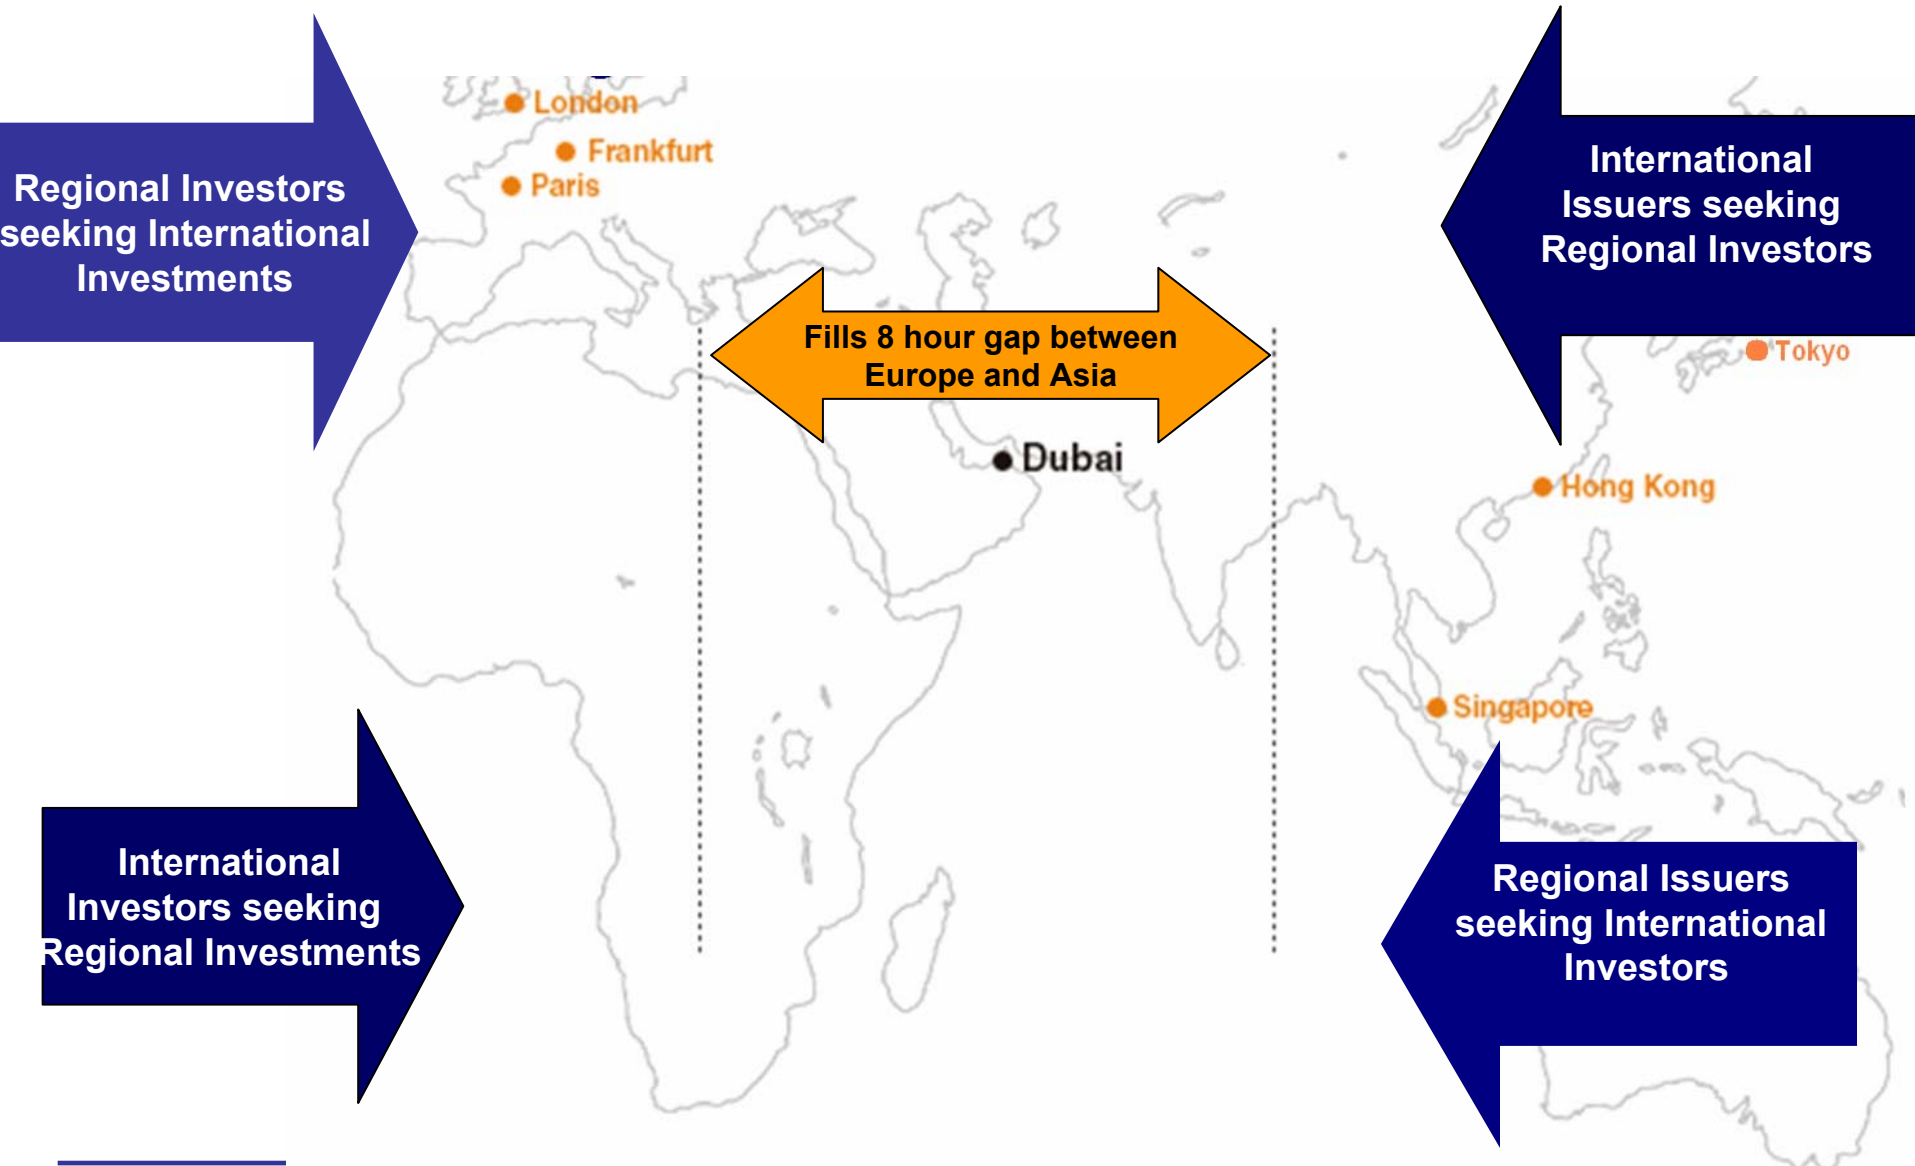 London
Frankfurt
Paris
Regional Investors
seeking International
Investments
International
Issuers seeking
Regional Investors
Fills 8 hour gap between
Europe and Asia
Tokyo
Dubai
Hong Kong
Singapore
International
Investors seeking
Regional Investments
Regional Issuers
seeking International
Investors